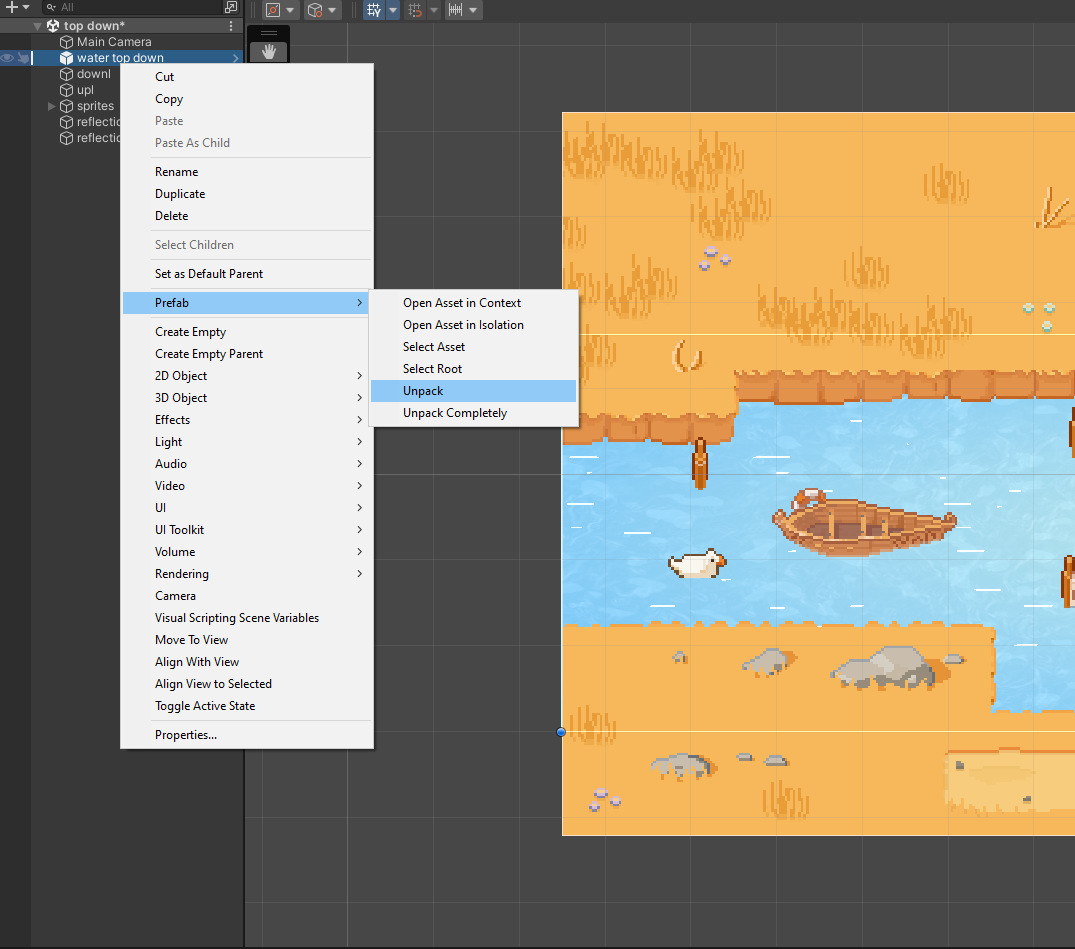 All
top down*
Main Camera
water top down
downl
upl
sprites
reflectio
reflectio
Cut
Copy
Paste
Paste As Child
Rename
Duplicate
Delete
Select Children
Set as Default Parent
Prefab
Create Empty
Create Empty Parent
2D Object
3D Object
Effects
Light
Audio
Video
UI
UI Toolkit
Volume
Rendering
Camera
Visual Scripting Scene Variables
Move To View
Align With View
Align View to Selected
Toggle Active State
Properties...
Open Asset in Context
Open Asset in Isolation
Select Asset
Select Root
Unpack
Unpack Completely